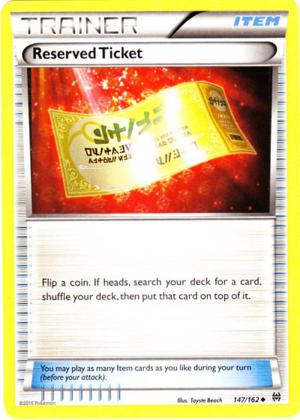 TRAINER
ITEM
Reserved Ticket
Flip a coin. If heads, search your deck for a card,
shuffle your deck, then put that card on top of it.
You may play as many Item cards as you like during your turn
(before your attack).
©2015 Pokémon
Illus. Toyste Beach
147/162